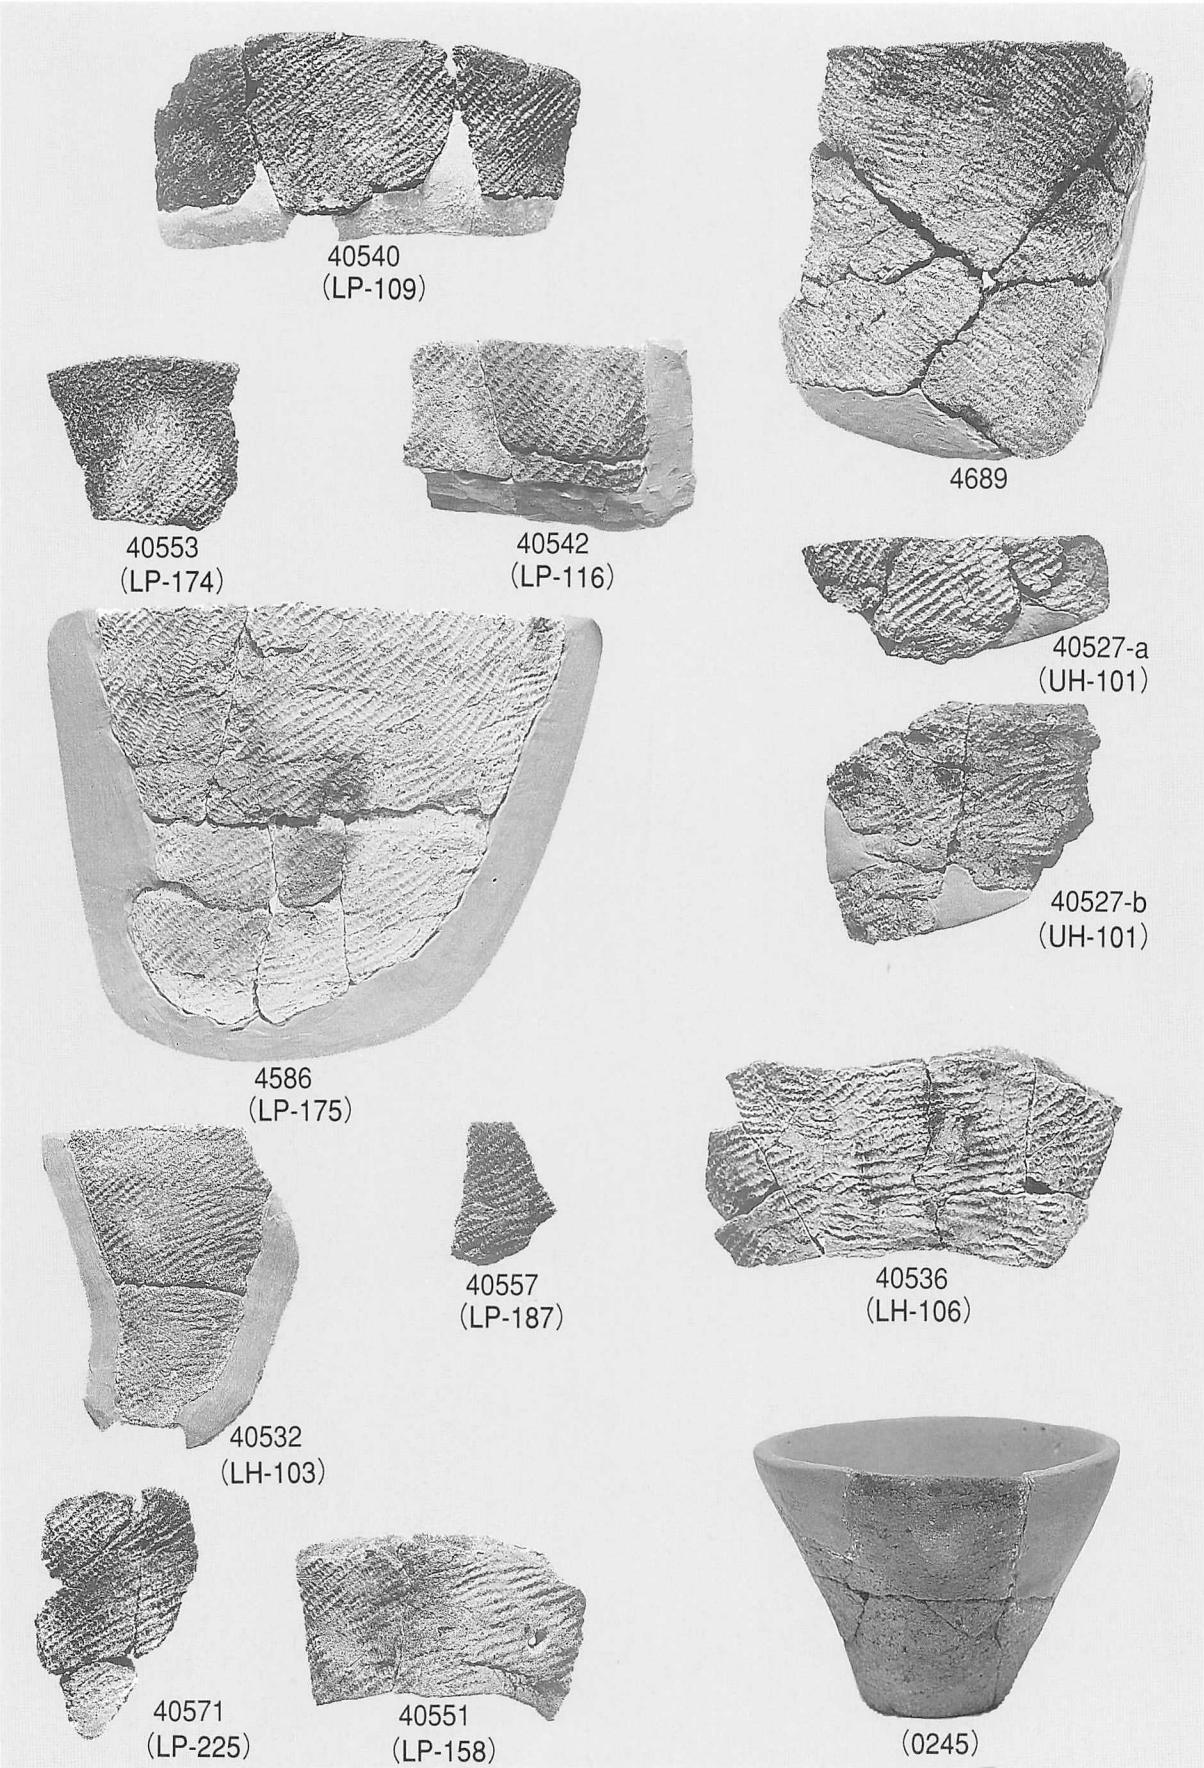 40540
（LP-109）
4689
40553
（LP-174）
40542
（LP-116）
40527-a
（UH-101）
40527-b
（UH-101）
4586
（LP-175）
40557
（LP-187）
40536
（LH-106）
40532
（LH-103）
40571
（LP-225）
40551
（LP-158）
（0245）